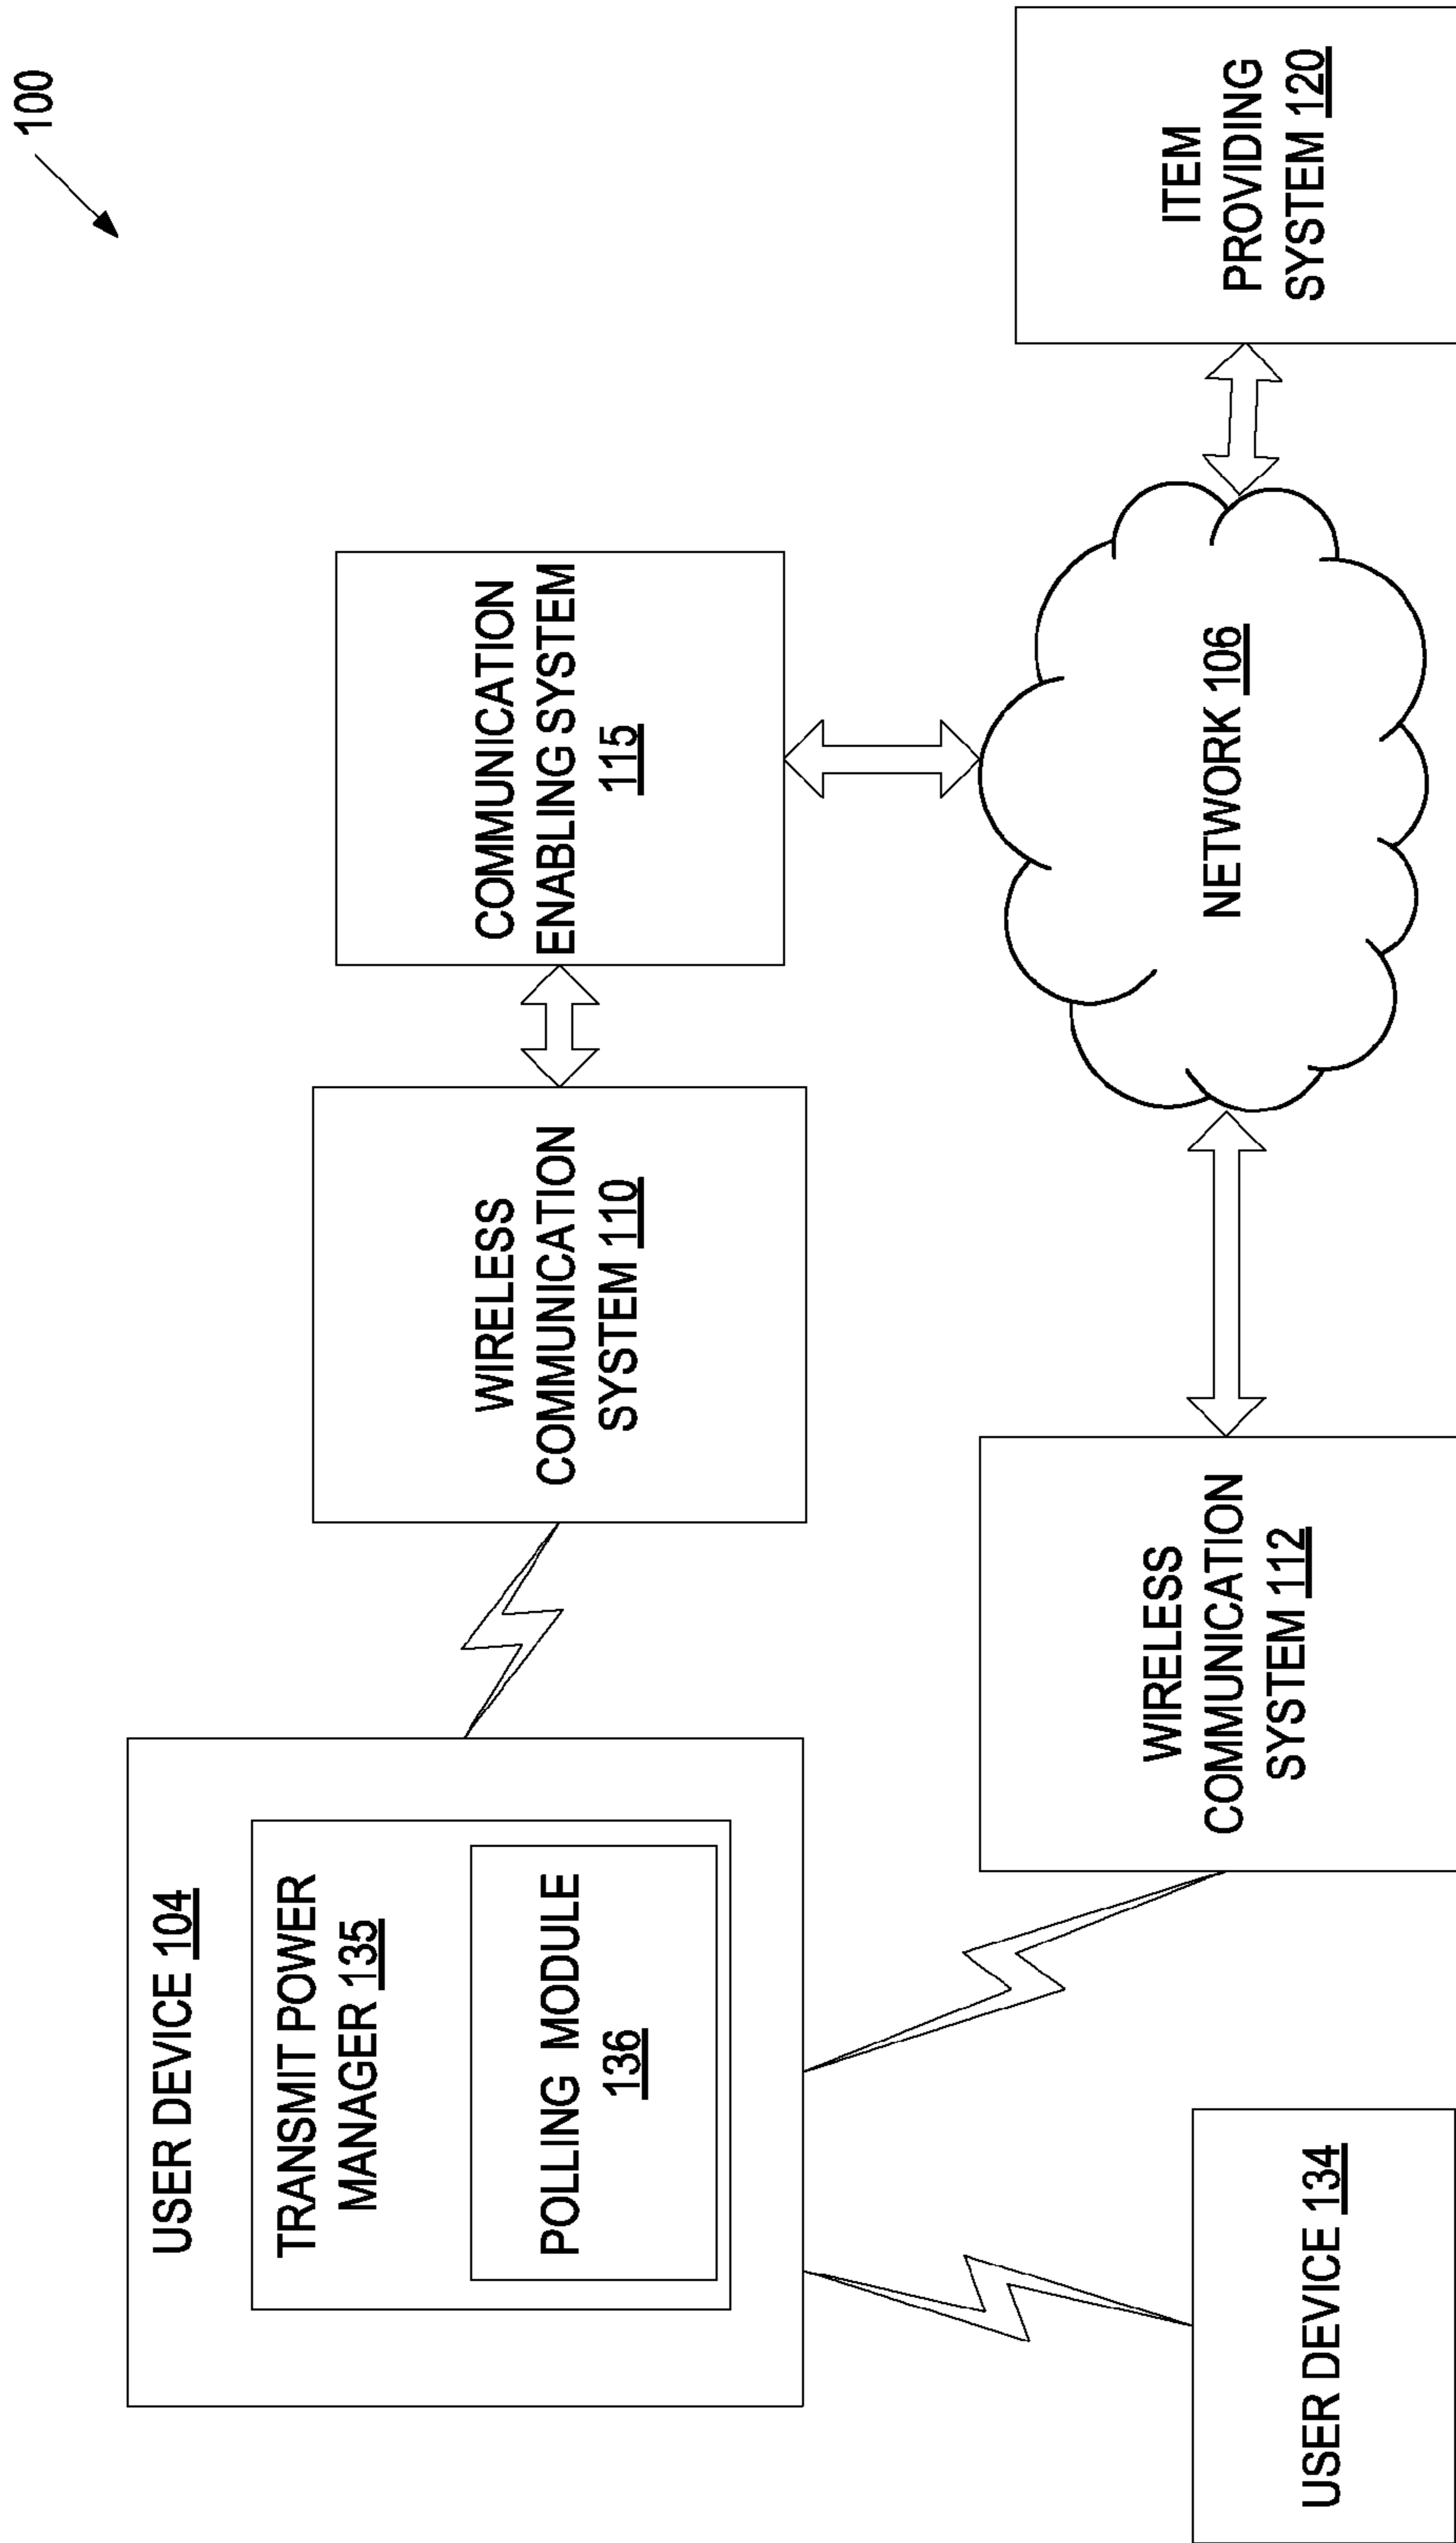 100
USER DEVICE 104
TRANSMIT POWER
MANAGER 135
POLLING MODULE
136
WIRELESS
COMMUNICATION
SYSTEM 110
COMMUNICATION
ENABLING SYSTEM
115
USER DEVICE 134
WIRELESS
COMMUNICATION
SYSTEM 112
NETWORK 106
ITEM
PROVIDING
SYSTEM 120